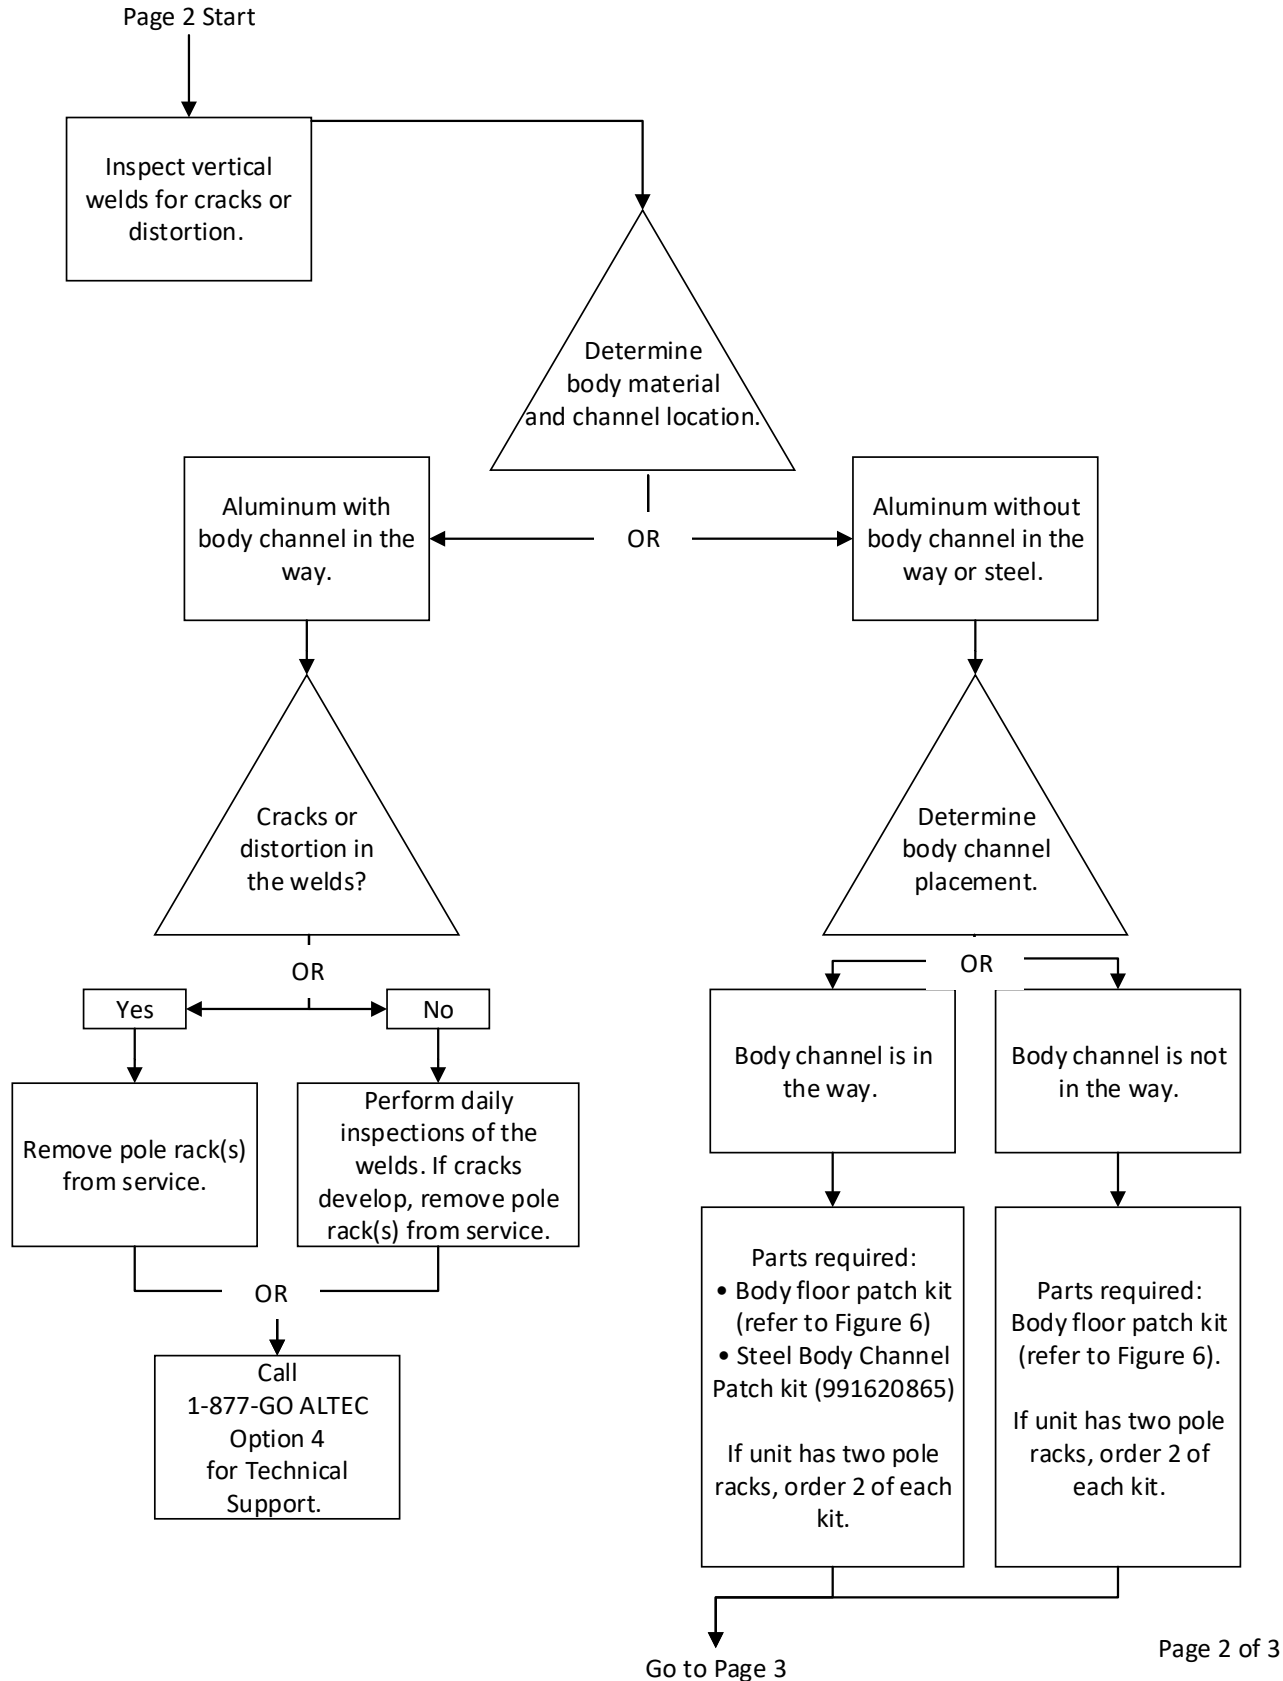 Page 2 Start
Inspect vertical
welds for cracks or
distortion.
Determine
body material
and channel location.
Aluminum with
body channel in the
way.
OR
Aluminum without
body channel in the
way or steel.
Cracks or
distortion in
the welds?
Determine
body channel
placement.
OR
OR
Yes
No
Body channel is in
the way.
Body channel is not
in the way.
Remove pole rack(s)
from service.
Perform daily
inspections of the
welds. If cracks
develop, remove pole
rack(s) from service.
OR
Call
1-877-GO ALTEC
Option 4
for Technical
Support.
Parts required:
• Body floor patch kit
(refer to Figure 6)
• Steel Body Channel
Patch kit (991620865)
If unit has two pole
racks, order 2 of each
kit.
Parts required:
Body floor patch kit
(refer to Figure 6).
If unit has two pole
racks, order 2 of
each kit.
Go to Page 3
Page 2 of 3